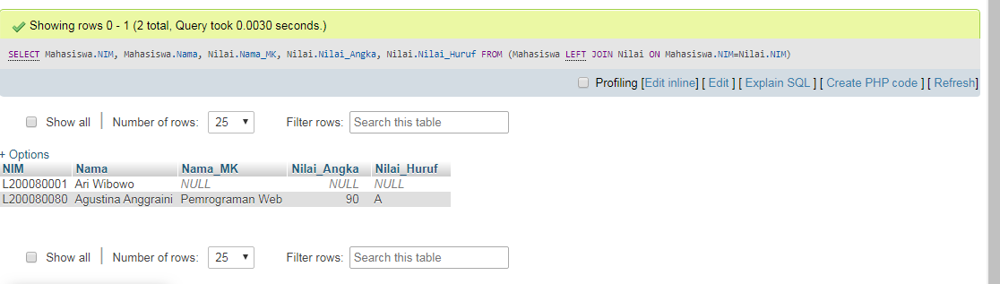 Showing rows 0 - 1 (2 total, Query took 0.0030 seconds.)
SELECT Mahasiswa.NIM, Mahasiswa.Nama, Nilai.Nama_MK, Nilai.Nilai_Angka, Nilai.Nilai_Huruf FROM (Mahasiswa LEFT JOIN Nilai ON Mahasiswa.NIM=Nilai.NIM)
Profiling [Edit inline] [ Edit ] [ Explain SQL ] [ Create PHP code ] [ Refresh]
Show all | Number of rows: 25 Filter rows: Search this table
+ Options
NIM Nama Nama_MK Nilai_Angka Nilai_Huruf
L200080001 Ari Wibowo NULL NULL NULL
L200080080 Agustina Anggraini Pemrograman Web 90 A
Show all | Number of rows: 25 Filter rows: Search this table